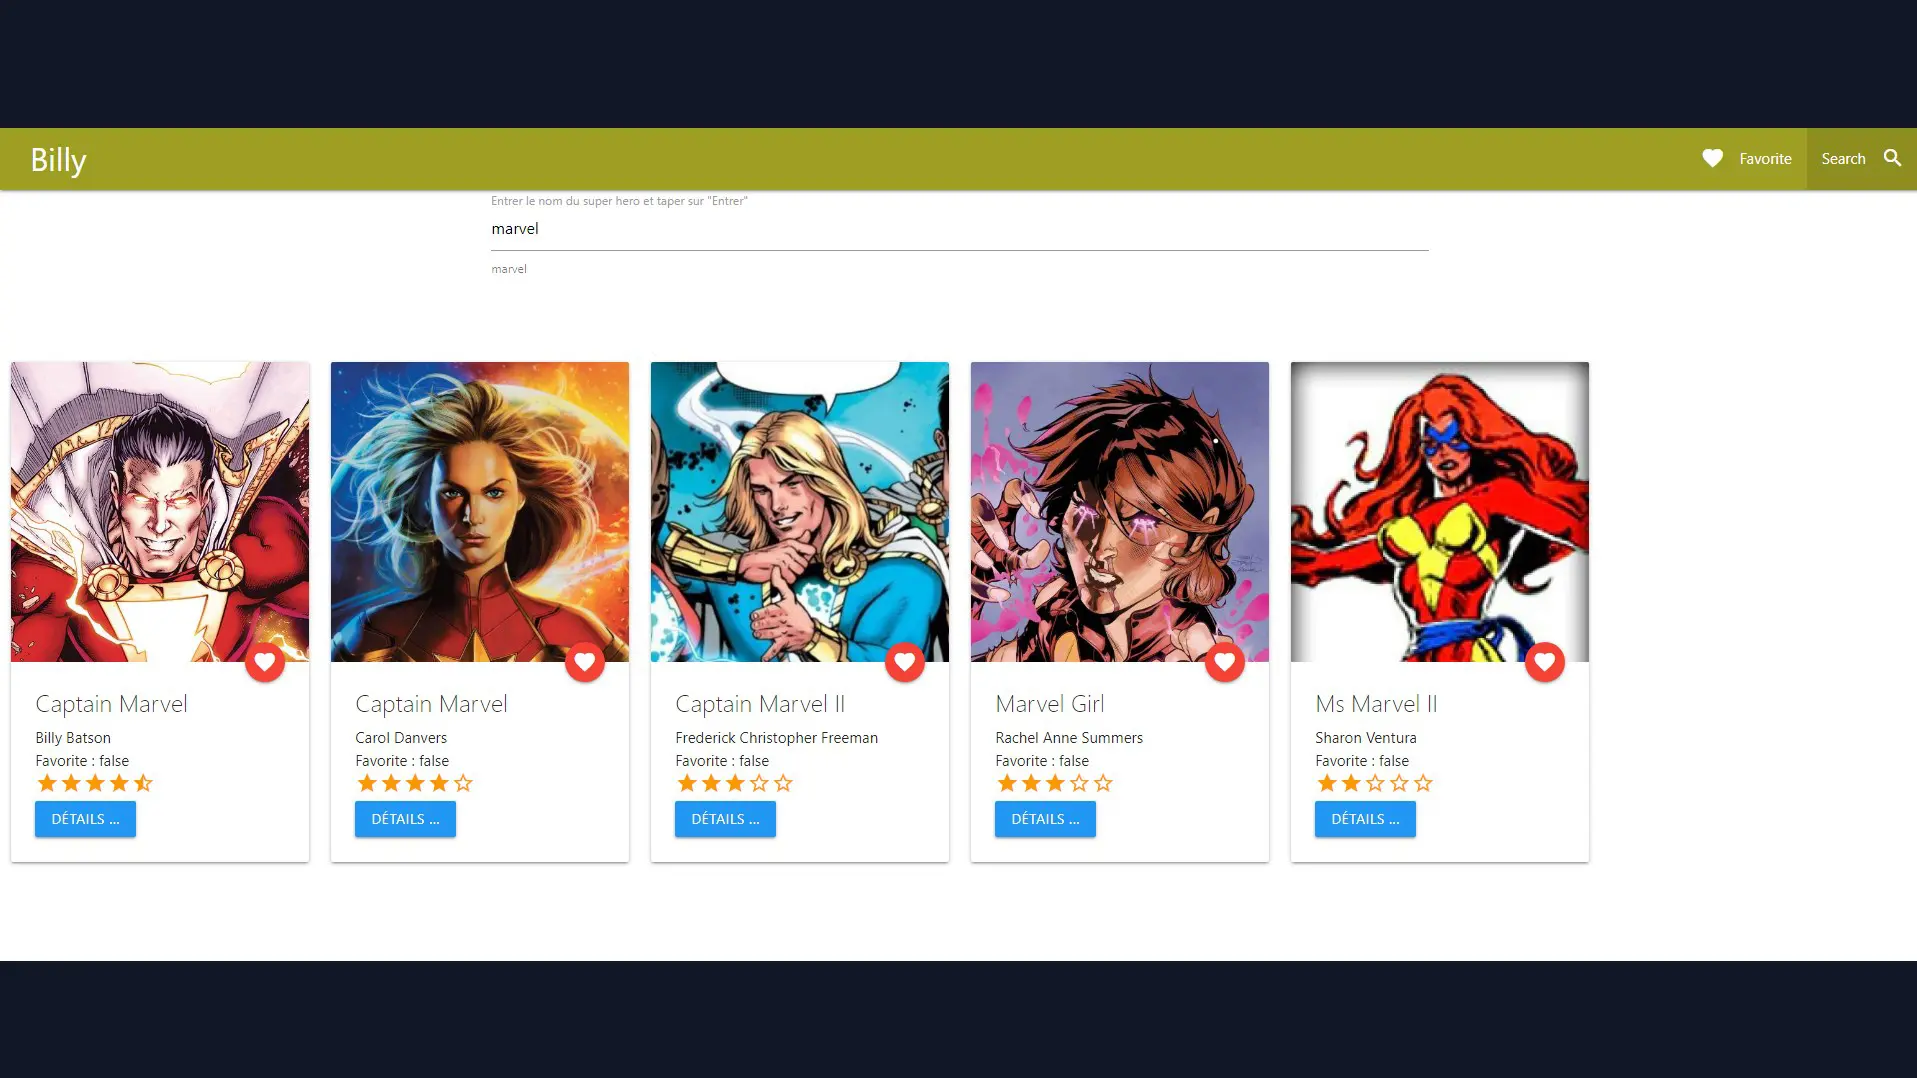 Billy
Favorite
Search
Entrer le nom du super hero et taper sur "Entrer"
marvel
marvel
Captain Marvel
Billy Batson
Favorite : false
DÉTAILS ...
Captain Marvel
Carol Danvers
Favorite : false
DÉTAILS ...
Captain Marvel II
Frederick Christopher Freeman
Favorite : false
DÉTAILS ...
Marvel Girl
Rachel Anne Summers
Favorite : false
DÉTAILS ...
Ms Marvel II
Sharon Ventura
Favorite : false
DÉTAILS ...